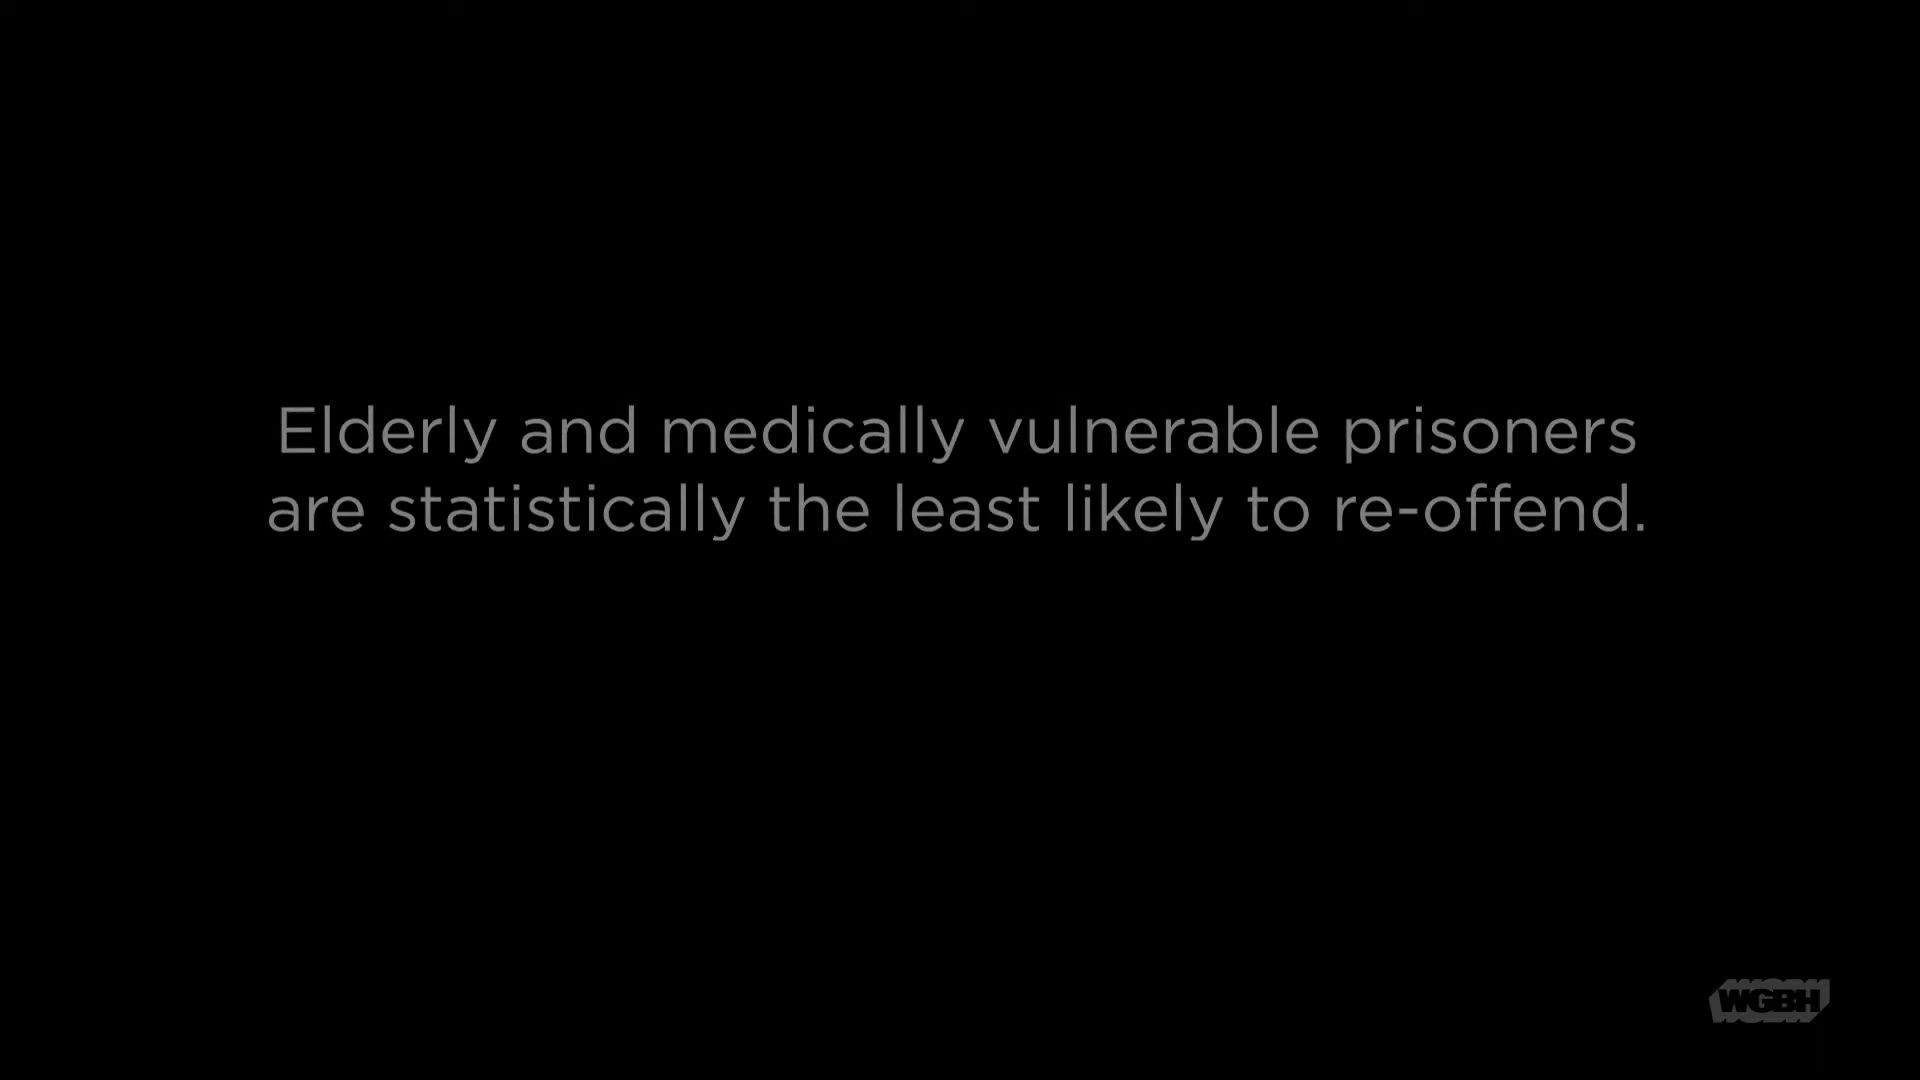 Elderly and medically vulnerable prisoners
are statistically the least likely to re-offend.
WGBH